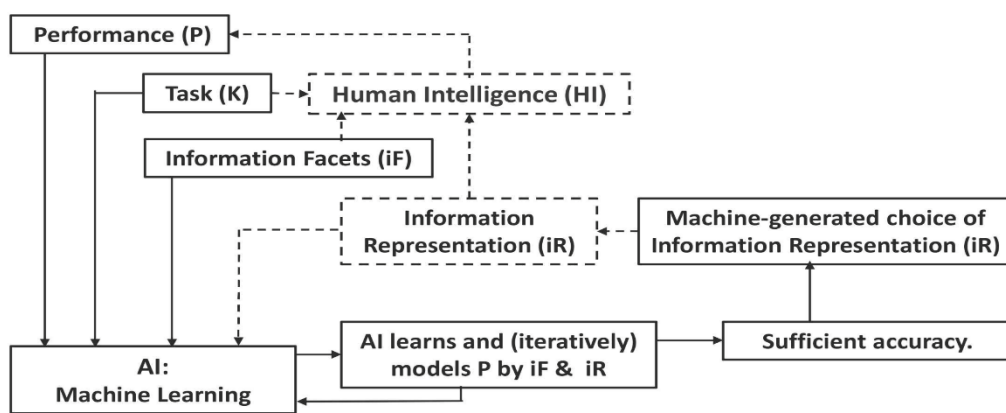 Performance (P)
Task (K)
Human Intelligence (HI)
Information Facets (iF)
Information
Representation (iR)
Machine-generated choice of
Information Representation (iR)
AI:
Machine Learning
AI learns and (iteratively)
models P by iF & iR
Sufficient accuracy.